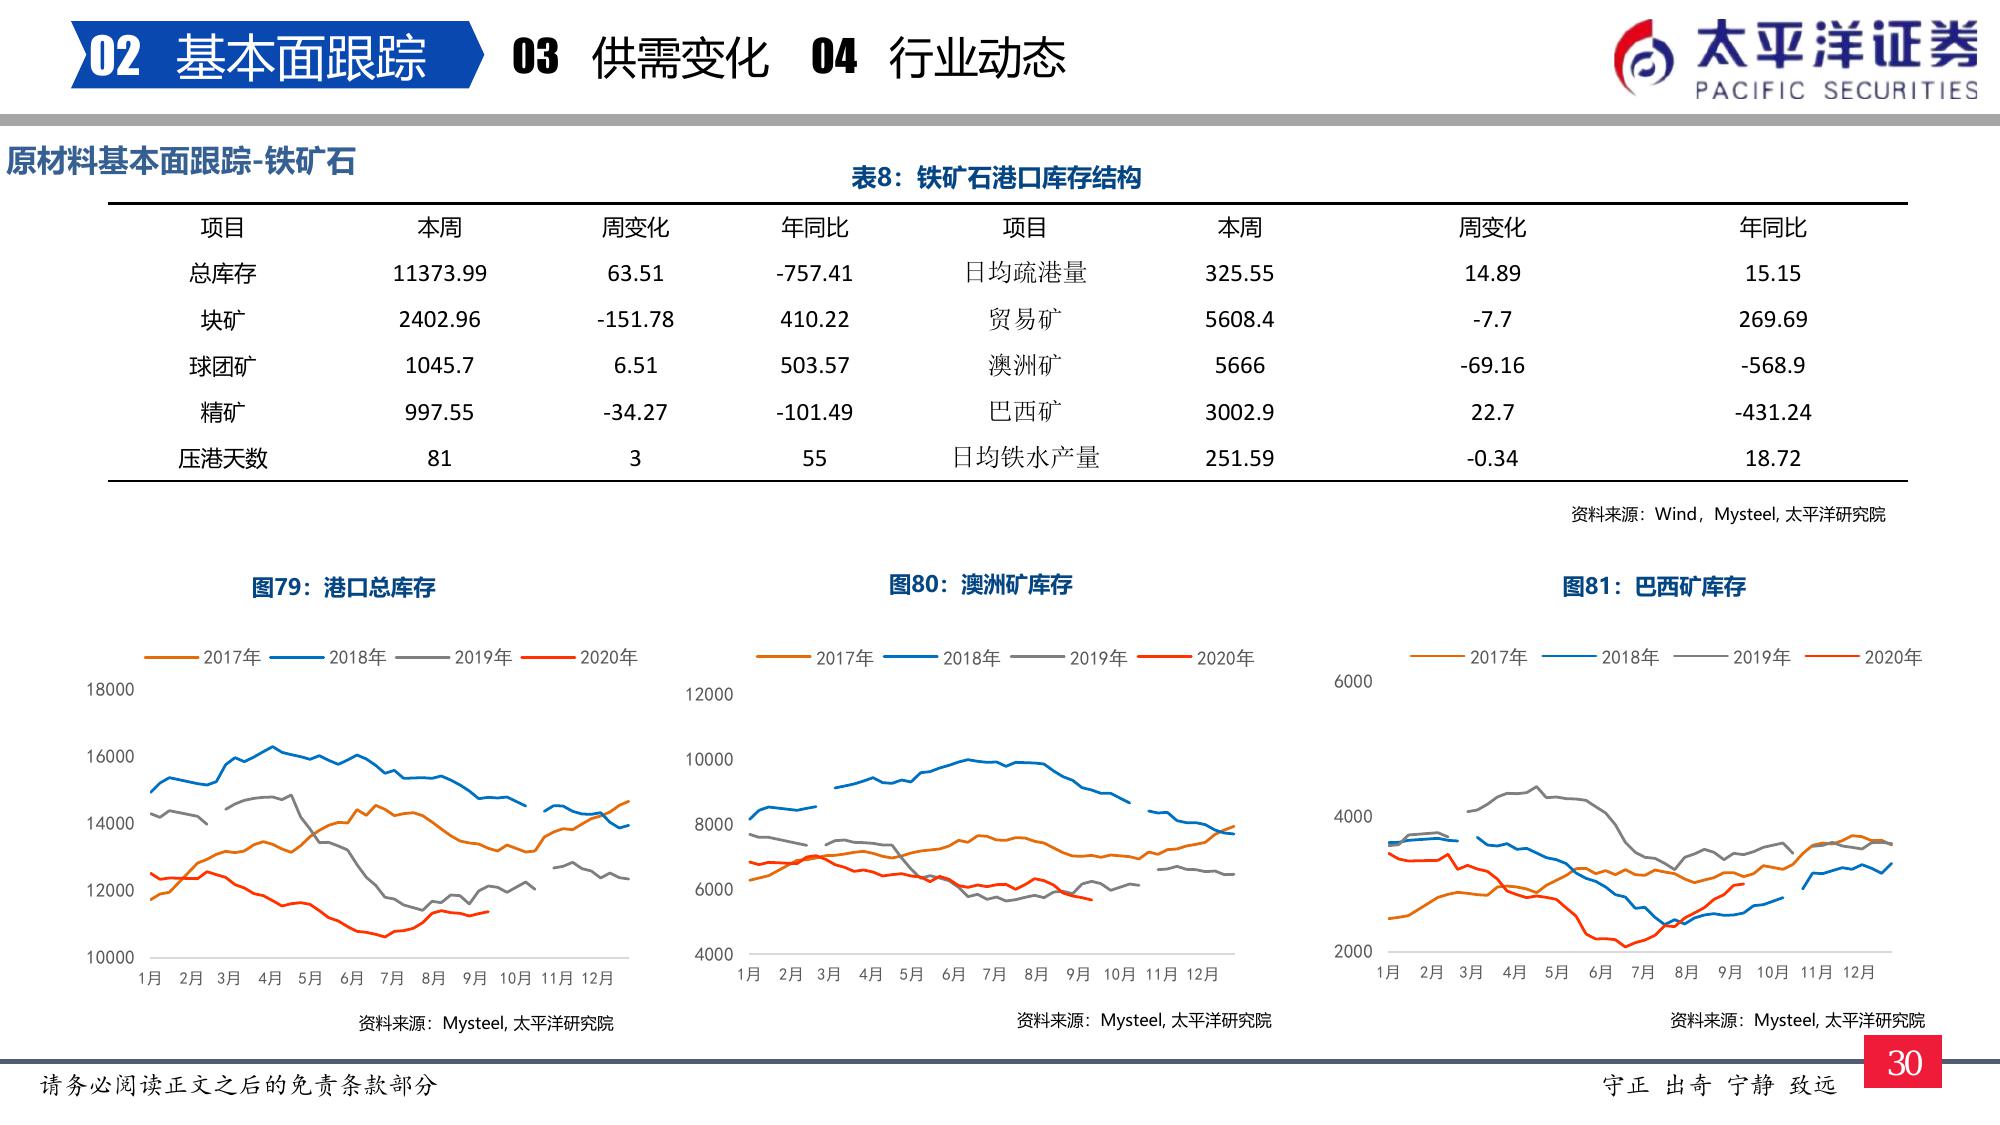 02 基本面跟踪 03 供需变化 04 行业动态
太平洋证券
PACIFIC SECURITIES
原材料基本面跟踪-铁矿石
表8：铁矿石港口库存结构
项目 本周 周变化 年同比 项目 本周 周变化 年同比
总库存 11373.99 63.51 -757.41 日均疏港量 325.55 14.89 15.15
块矿 2402.96 -151.78 410.22 贸易矿 5608.4 -7.7 269.69
球团矿 1045.7 6.51 503.57 澳洲矿 5666 -69.16 -568.9
精矿 997.55 -34.27 -101.49 巴西矿 3002.9 22.7 -431.24
压港天数 81 3 55 日均铁水产量 251.59 -0.34 18.72
资料来源：Wind，Mysteel, 太平洋研究院
图79：港口总库存
2017年 2018年 2019年 2020年
18000
16000
14000
12000
10000
1月 2月 3月 4月 5月 6月 7月 8月 9月 10月 11月 12月
资料来源：Mysteel, 太平洋研究院
图80：澳洲矿库存
2017年 2018年 2019年 2020年
12000
10000
8000
6000
4000
1月 2月 3月 4月 5月 6月 7月 8月 9月 10月 11月 12月
资料来源：Mysteel, 太平洋研究院
图81：巴西矿库存
2017年 2018年 2019年 2020年
6000
4000
2000
1月 2月 3月 4月 5月 6月 7月 8月 9月 10月 11月 12月
资料来源：Mysteel, 太平洋研究院
请务必阅读正文之后的免责条款部分
守正 出奇 宁静 致远
30